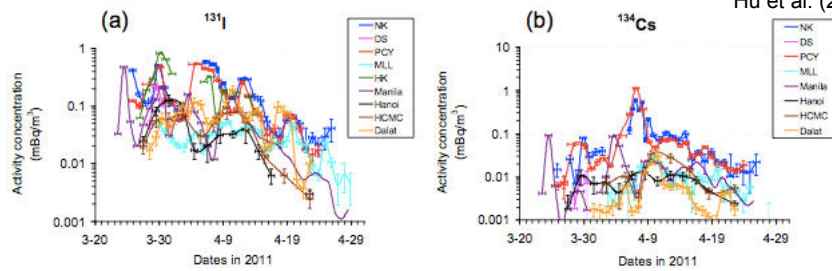 Hu et al. (2
(a)
131I
Activity concentration
(mBq/m3)
1
0.1
0.01
0.001
3-20
3-30
4-9
4-19
4-29
Dates in 2011
NK
DS
PCY
MLL
HK
Manila
Hanoi
HCMC
Dalat
(b)
134Cs
Activity concentration
(mBq/m3)
10
1
0.1
0.01
0.001
3-20
3-30
4-9
4-19
4-29
Dates in 2011
NK
DS
PCY
MLL
Manila
Hanoi
HCMC
Dalat